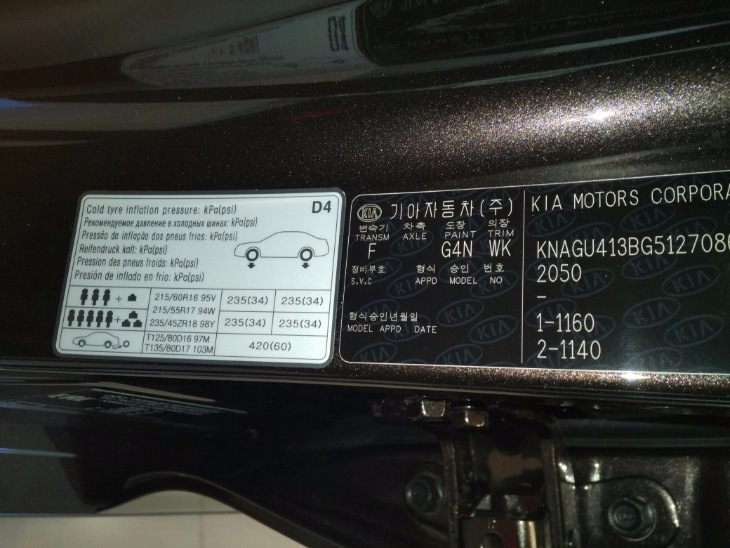 Cold tyre inflation pressure: kPa(psi)
D4
Рекомендуемое давление в холодных шинах: kPa(psi)
Pressão da inflação dos pneus frios: kPa(psi)
Reifendruck kalt: kPa(psi)
Pression des pneus froids: kPa(psi)
Presión de inflado en frio: kPa(psi)
215/60R16 95V
215/55R17 94W
235/45ZR18 98Y
235(34) 235(34)
235(34) 235(34)
T125/80D16 97M
T135/80D17 103M
420(60)
KIA 기아자동차(주)
변속기 차축 도장 의장
TRANSM AXLE PAINT TRIM
F G4N WK
정비부호 형식 승인 번호
S.V.C APPD MODEL NO
형식승인년월일
MODEL APPD DATE
KIA MOTORS CORPORA
KNAGU413BG512708
2050
-
1-1160
2-1140